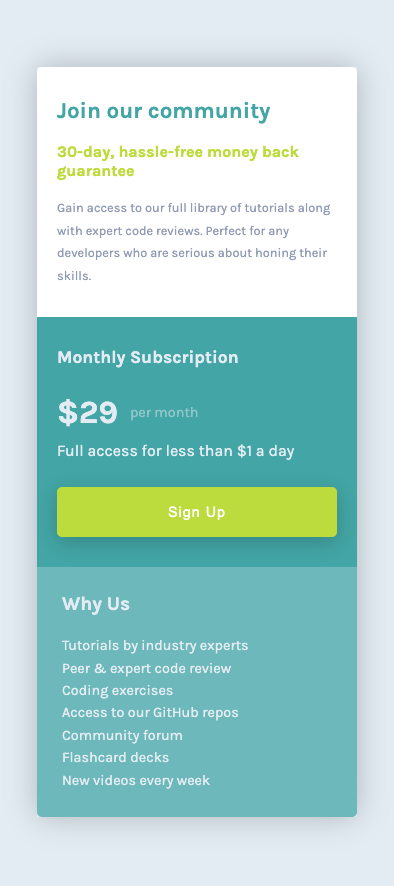 Join our community
30-day, hassle-free money back
guarantee
Gain access to our full library of tutorials along
with expert code reviews. Perfect for any
developers who are serious about honing their
skills.
Monthly Subscription
$29 per month
Full access for less than $1 a day
Sign Up
Why Us
Tutorials by industry experts
Peer & expert code review
Coding exercises
Access to our GitHub repos
Community forum
Flashcard decks
New videos every week